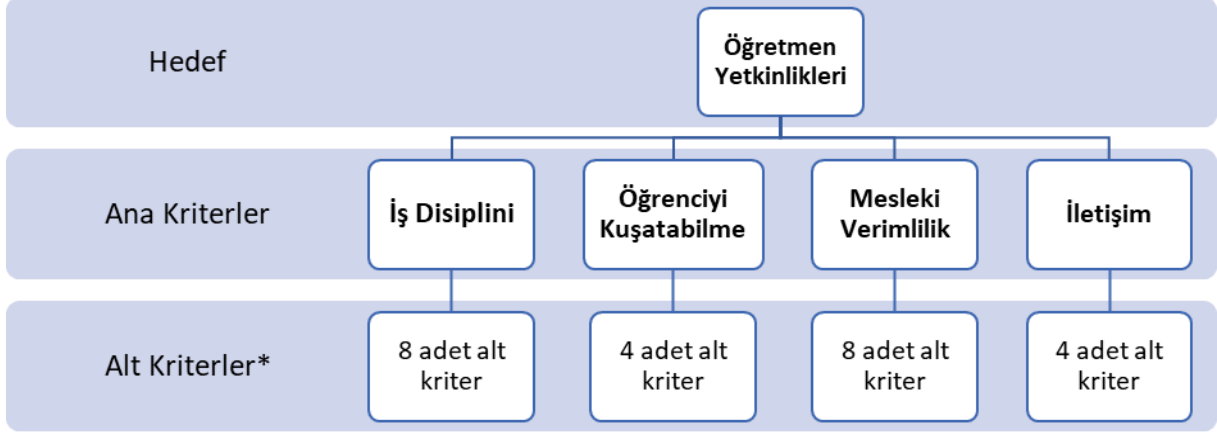 Hedef
Öğretmen
Yetkinlikleri
Ana Kriterler
İş Disiplini
Öğrenciyi
Kuşatabilme
Mesleki
Verimlilik
İletişim
Alt Kriterler*
8 adet alt
kriter
4 adet alt
kriter
8 adet alt
kriter
4 adet alt
kriter